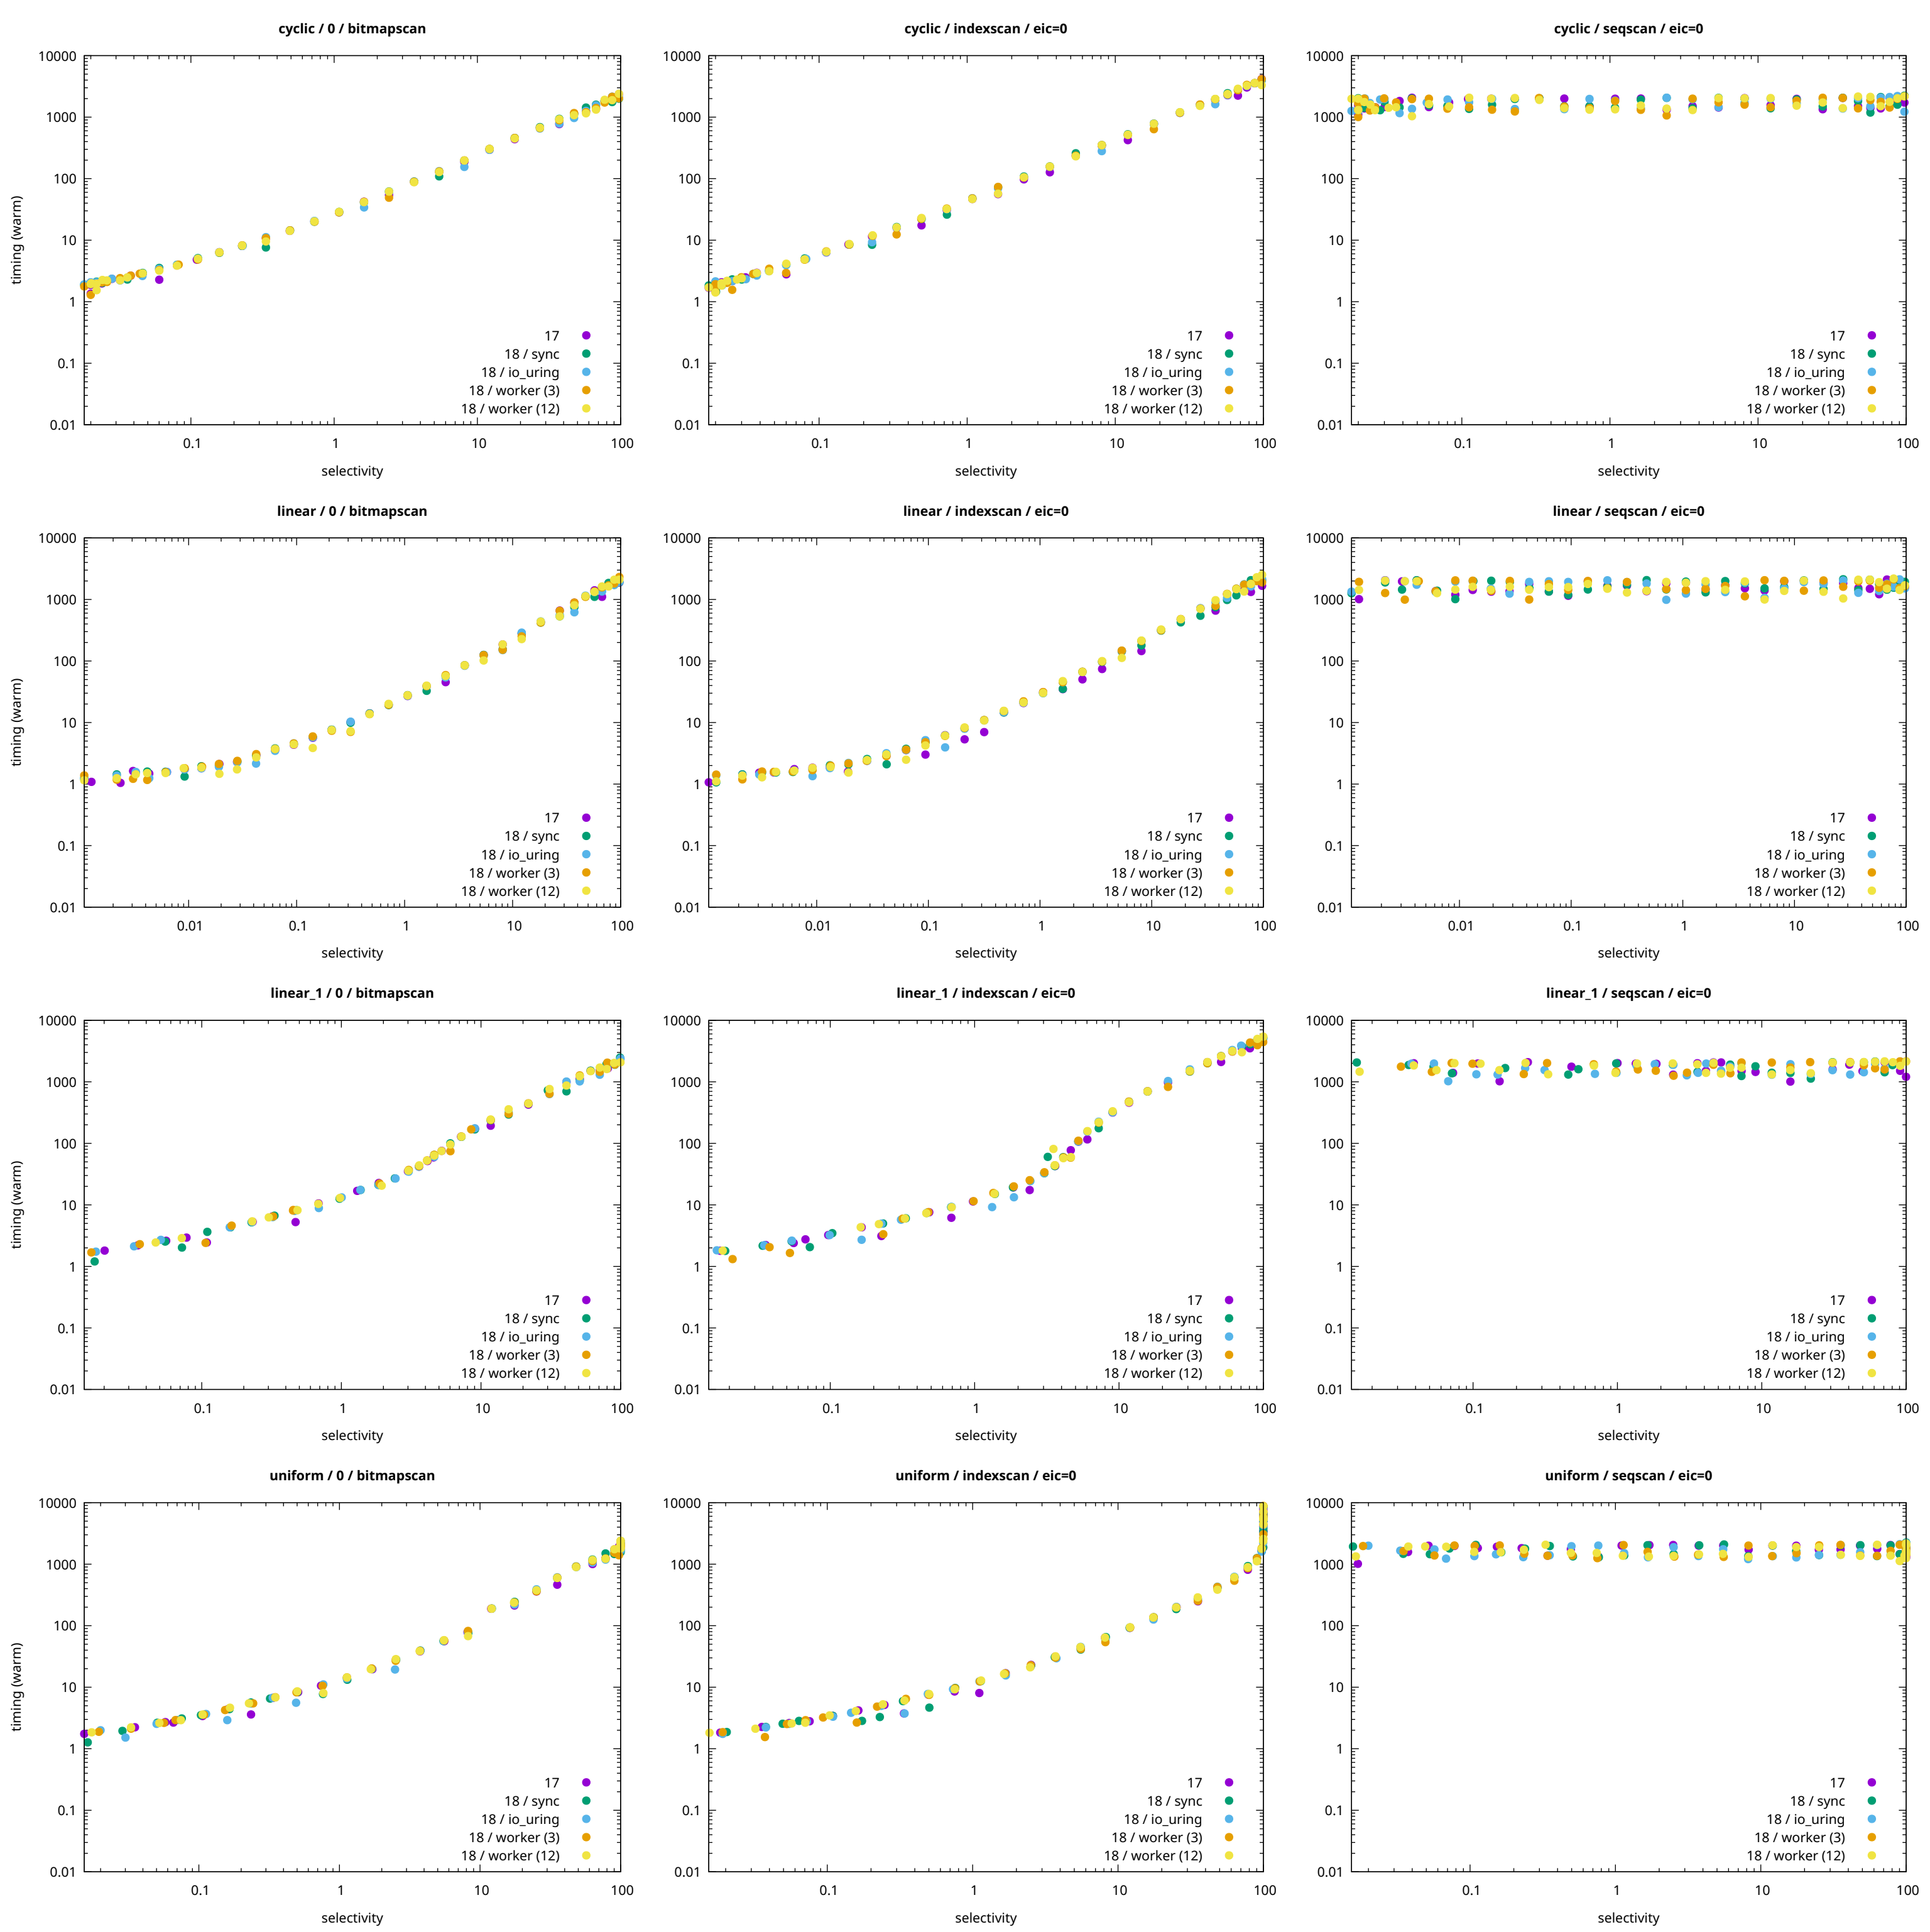 cyclic / 0 / bitmapscan
timing (warm)
10000
1000
100
10
1
0.1
0.01
17
18 / sync
18 / io_uring
18 / worker (3)
18 / worker (12)
0.1 1 10 100
selectivity
cyclic / indexscan / eic=0
10000
1000
100
10
1
0.1
0.01
17
18 / sync
18 / io_uring
18 / worker (3)
18 / worker (12)
0.1 1 10 100
selectivity
cyclic / seqscan / eic=0
10000
1000
100
10
1
0.1
0.01
17
18 / sync
18 / io_uring
18 / worker (3)
18 / worker (12)
0.1 1 10 100
selectivity
linear / 0 / bitmapscan
timing (warm)
10000
1000
100
10
1
0.1
0.01
17
18 / sync
18 / io_uring
18 / worker (3)
18 / worker (12)
0.01 0.1 1 10 100
selectivity
linear / indexscan / eic=0
10000
1000
100
10
1
0.1
0.01
17
18 / sync
18 / io_uring
18 / worker (3)
18 / worker (12)
0.01 0.1 1 10 100
selectivity
linear / seqscan / eic=0
10000
1000
100
10
1
0.1
0.01
17
18 / sync
18 / io_uring
18 / worker (3)
18 / worker (12)
0.01 0.1 1 10 100
selectivity
linear_1 / 0 / bitmapscan
timing (warm)
10000
1000
100
10
1
0.1
0.01
17
18 / sync
18 / io_uring
18 / worker (3)
18 / worker (12)
0.1 1 10 100
selectivity
linear_1 / indexscan / eic=0
10000
1000
100
10
1
0.1
0.01
17
18 / sync
18 / io_uring
18 / worker (3)
18 / worker (12)
0.1 1 10 100
selectivity
linear_1 / seqscan / eic=0
10000
1000
100
10
1
0.1
0.01
17
18 / sync
18 / io_uring
18 / worker (3)
18 / worker (12)
0.1 1 10 100
selectivity
uniform / 0 / bitmapscan
timing (warm)
10000
1000
100
10
1
0.1
0.01
17
18 / sync
18 / io_uring
18 / worker (3)
18 / worker (12)
0.1 1 10 100
selectivity
uniform / indexscan / eic=0
10000
1000
100
10
1
0.1
0.01
17
18 / sync
18 / io_uring
18 / worker (3)
18 / worker (12)
0.1 1 10 100
selectivity
uniform / seqscan / eic=0
10000
1000
100
10
1
0.1
0.01
17
18 / sync
18 / io_uring
18 / worker (3)
18 / worker (12)
0.1 1 10 100
selectivity